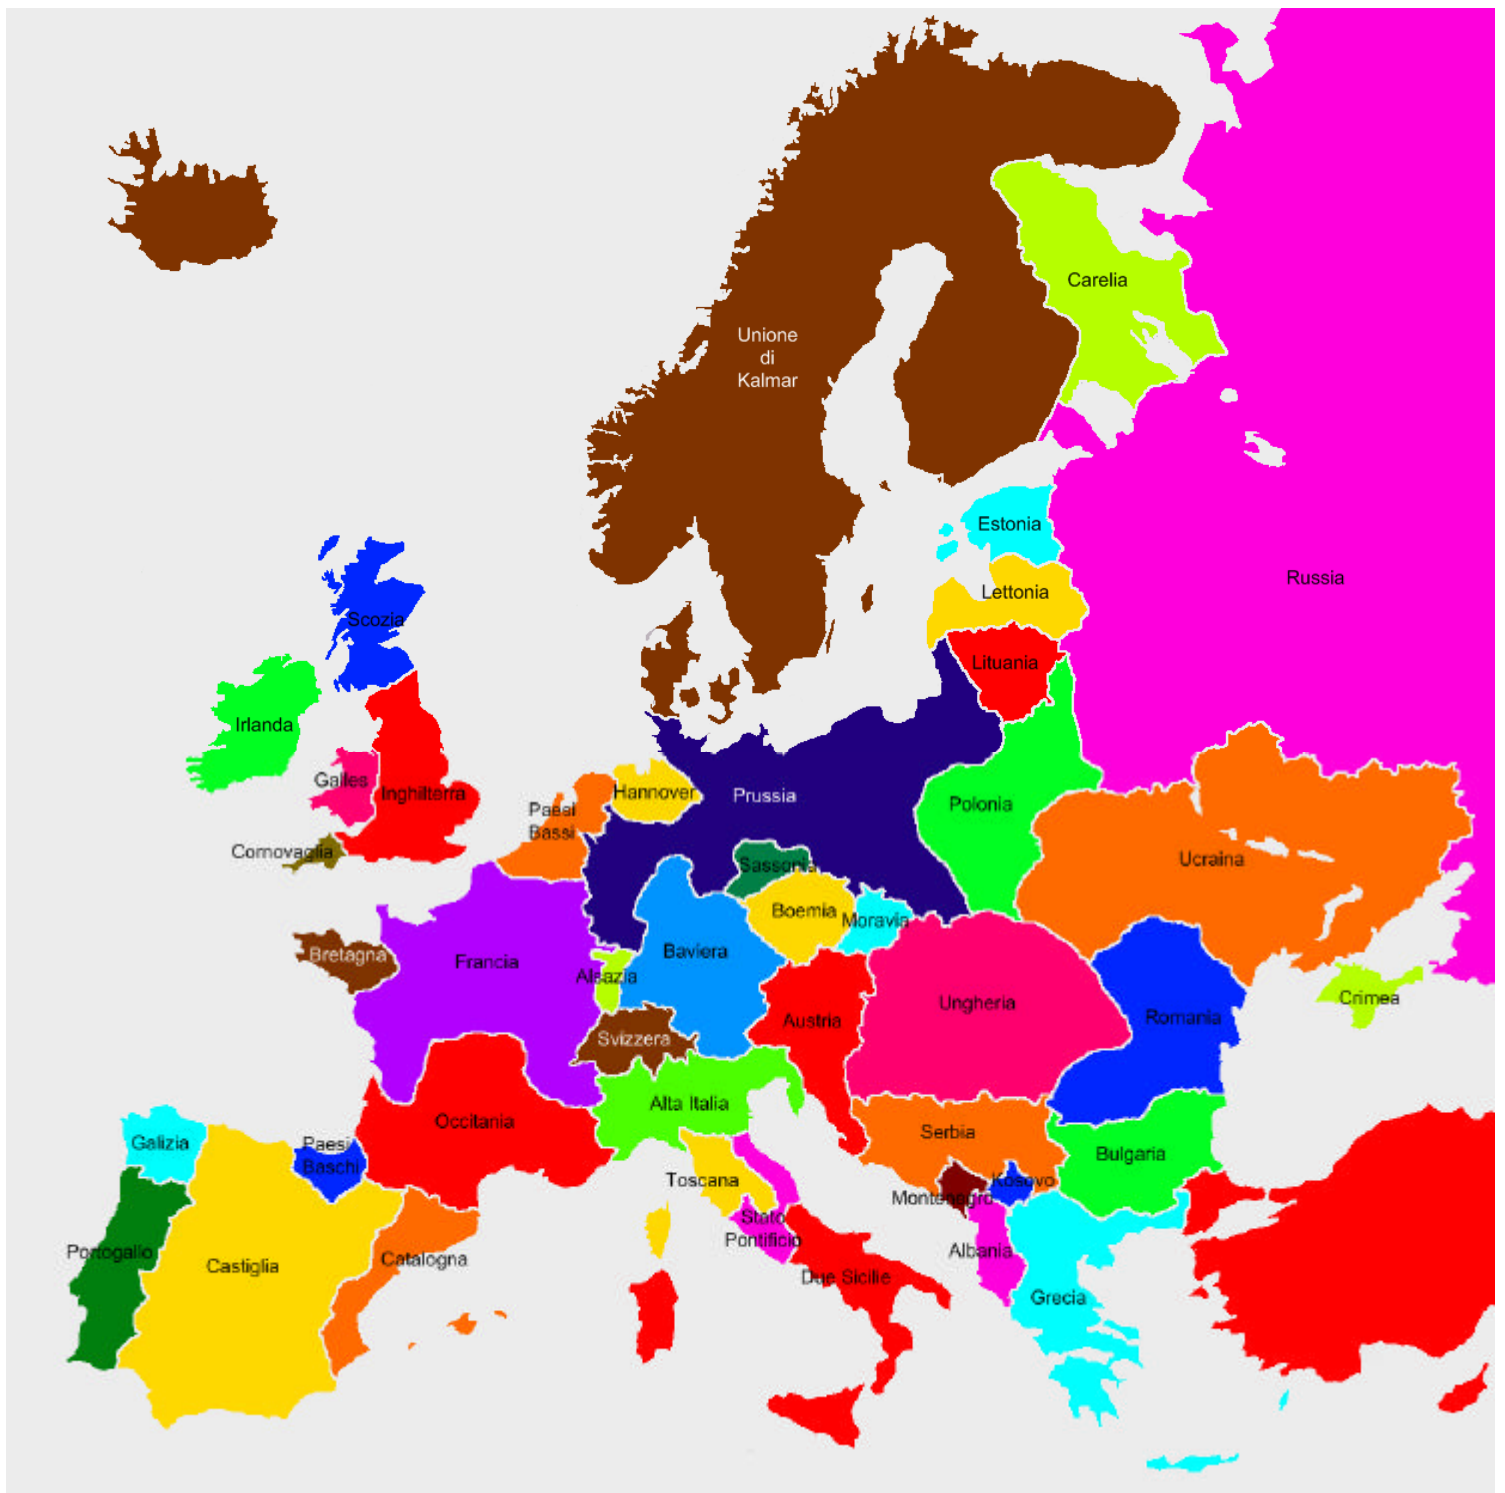 Unione
di
Kalmar
Carelia
Estonia
Russia
Lettonia
Scozia
Lituania
Irlanda
Galles
Inghilterra
Paesi
Bassi
Hannover
Prussia
Polonia
Cornovaglia
Sassonia
Ucraina
Boemia
Moravia
Bretagna
Francia
Baviera
Alsazia
Crimea
Ungheria
Austria
Romania
Svizzera
Alta Italia
Occitania
Serbia
Galizia
Paesi
Baschi
Bulgaria
Toscana
Kosovo
Montenegro
Stato
Pontificio
Portogallo
Castiglia
Catalogna
Albania
Due Sicilie
Grecia